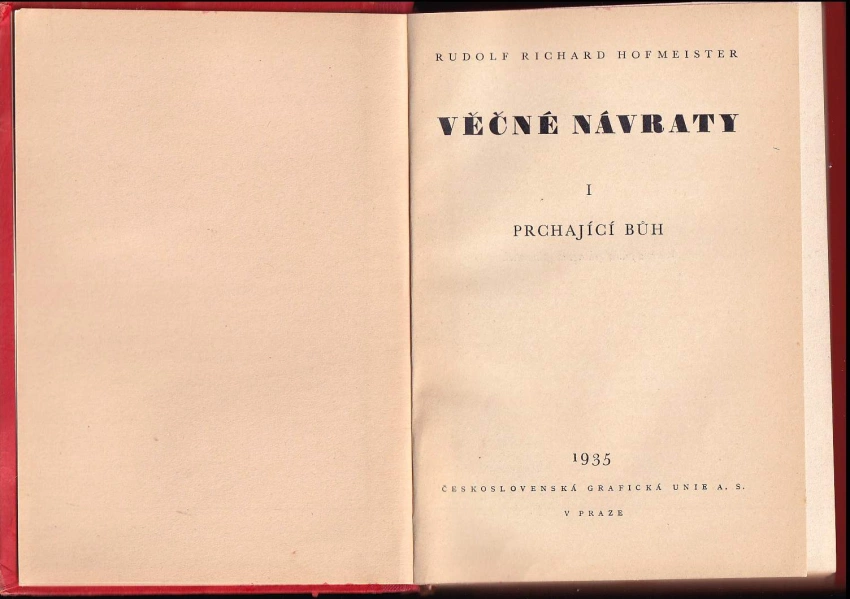 RUDOLF RICHARD HOFMEISTER
VĚČNÉ NÁVRATY
I
PRCHAJÍCÍ BŮH
1935
ČESKOSLOVENSKÁ GRAFICKÁ UNIE A. S.
V PRAZE